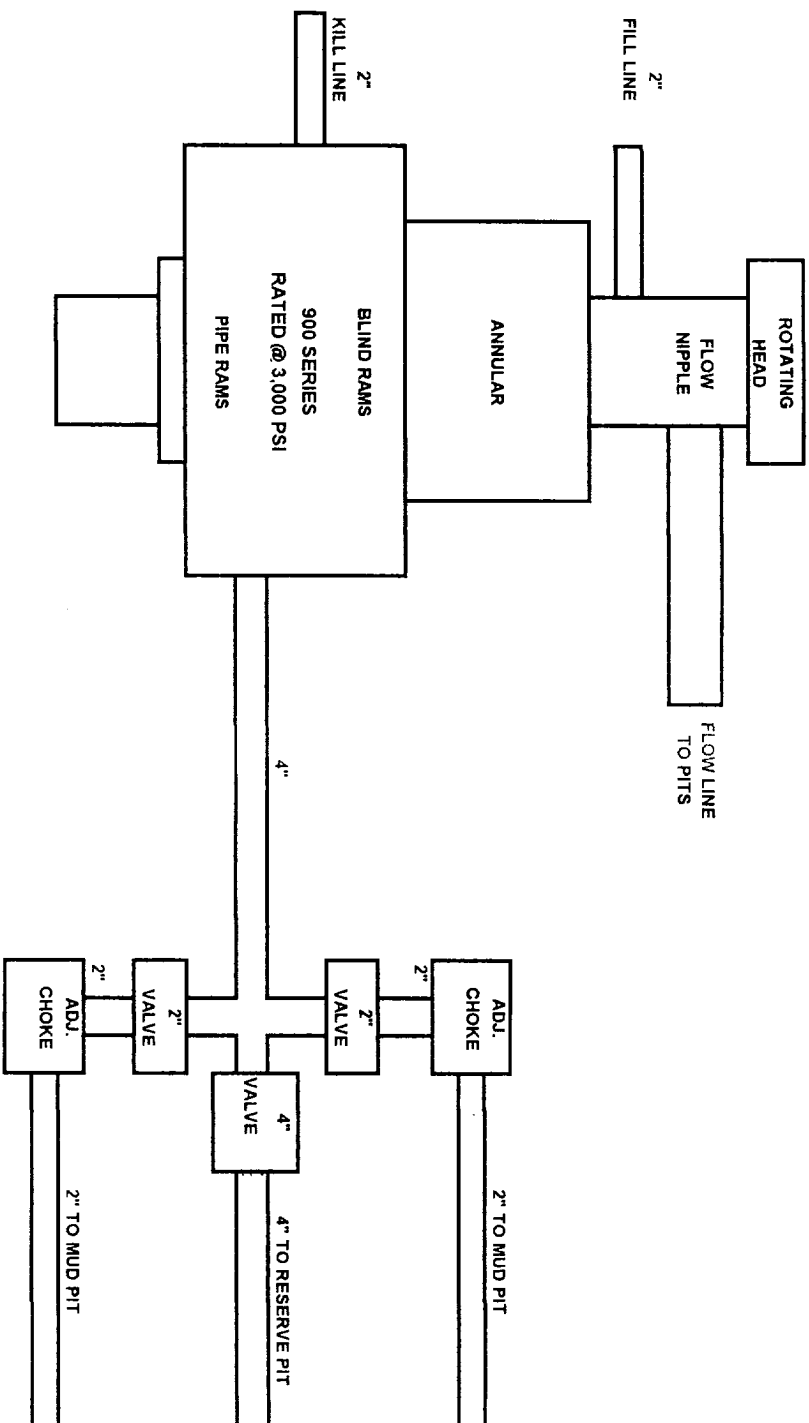 ROTATING
HEAD
FLOW
NIPPLE
FLOW LINE
TO PITS
2"
FILL LINE
ANNULAR
BLIND RAMS
900 SERIES
RATED @ 3,000 PSI
PIPE RAMS
2"
KILL LINE
4"
ADJ.
CHOKE
2"
2"
VALVE
2" TO MUD PIT
4"
VALVE
4" TO RESERVE PIT
2"
VALVE
2"
ADJ.
CHOKE
2" TO MUD PIT